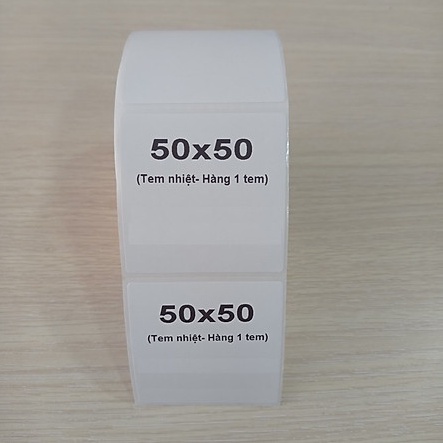 50x50
(Tem nhiệt- Hàng 1 tem)
50x50
(Tem nhiệt- Hàng 1 tem)